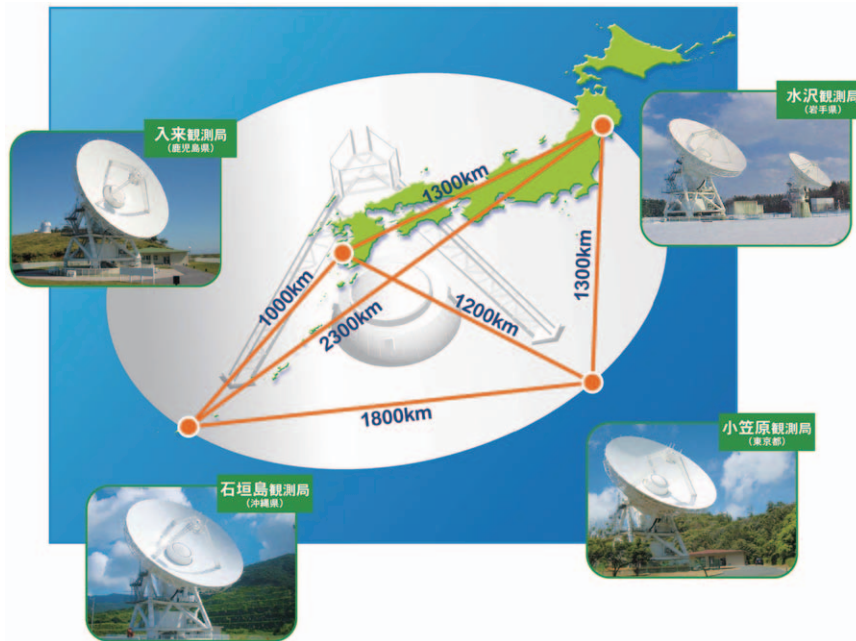 入来観測局
(鹿児島県)
水沢観測局
(岩手県)
1300km
1300km
1000km
2300km
1200km
1800km
小笠原観測局
(東京都)
石垣島観測局
(沖縄県)